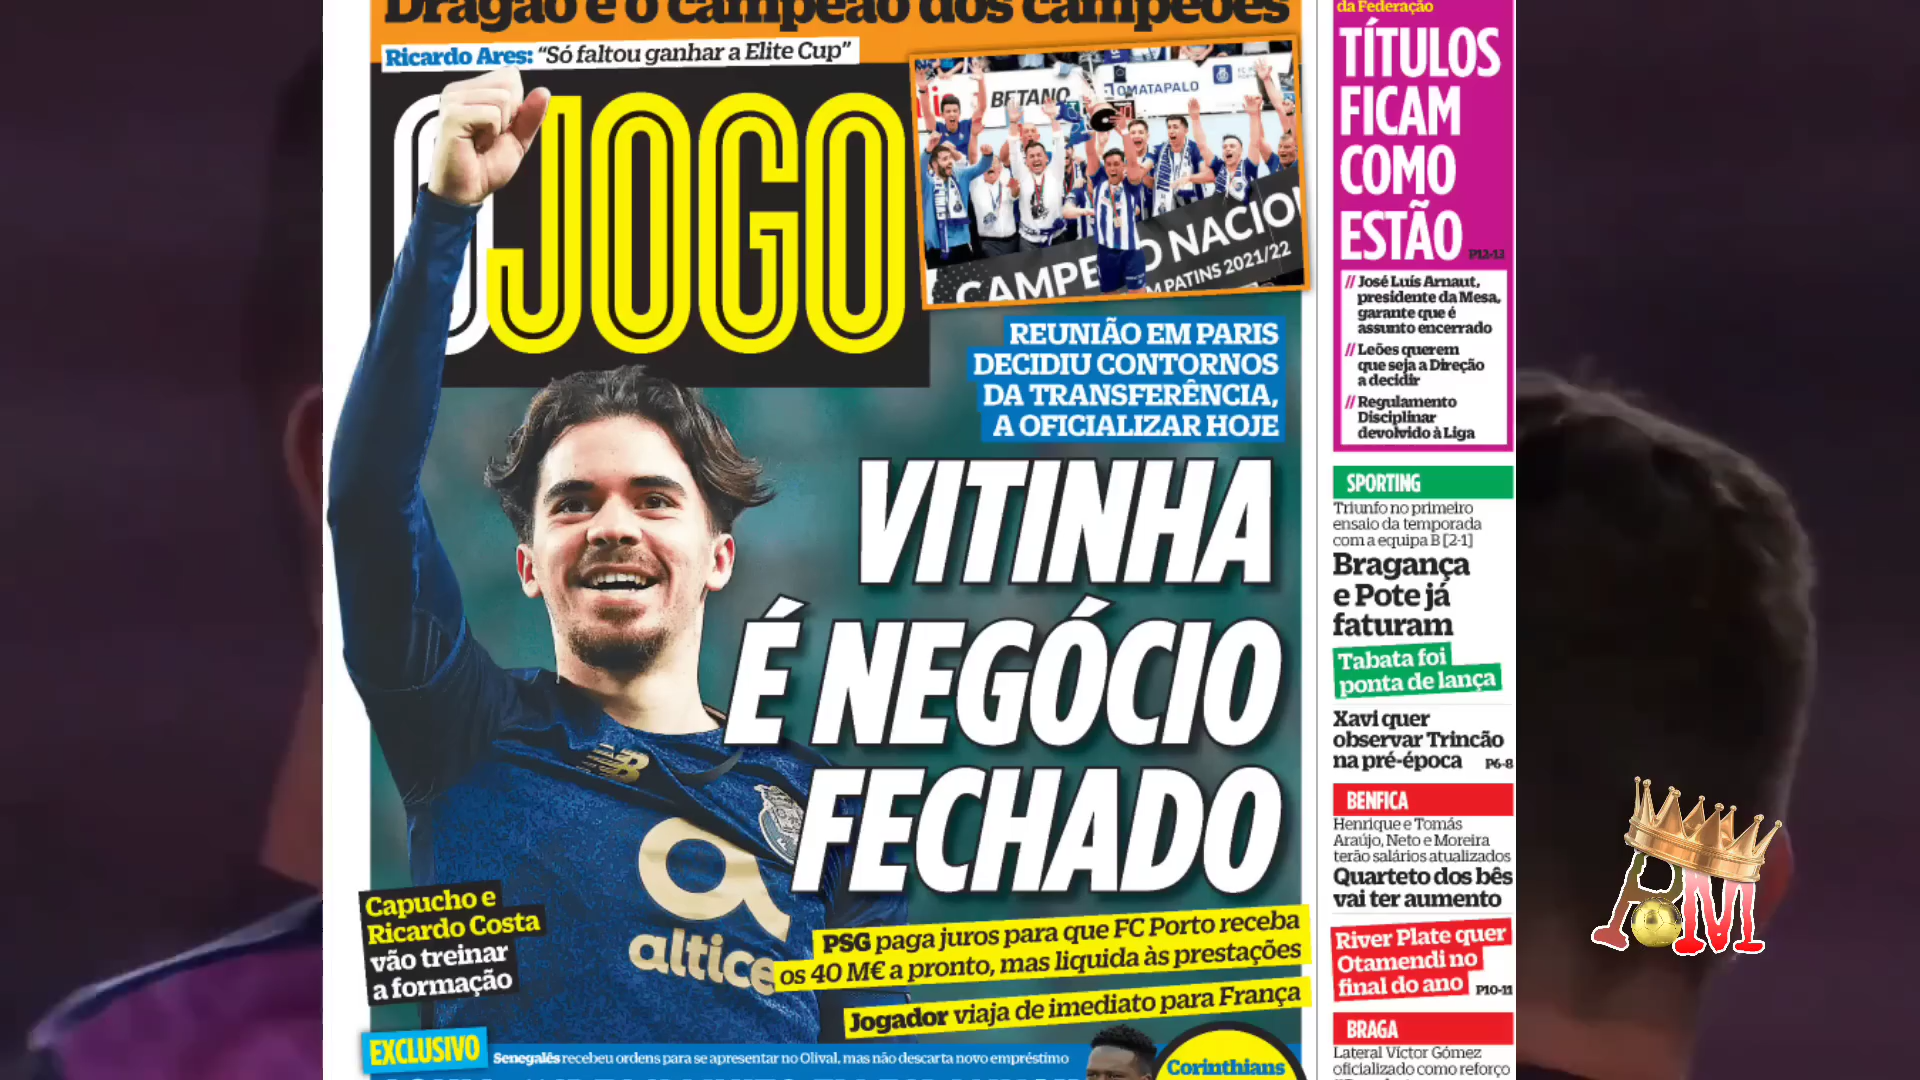 Dragão é o campeão dos campeões
Ricardo Ares: “Só faltou ganhar a Elite Cup”
O JOGO
BETANO
OMATAPALO
CAMPE O NACIO
M PATINS 2021/22
REUNIÃO EM PARIS
DECIDIU CONTORNOS
DA TRANSFERÊNCIA,
A OFICIALIZAR HOJE
VITINHA
É NEGÓCIO
FECHADO
NB
altice
Capucho e
Ricardo Costa
vão treinar
a formação
PSG paga juros para que FC Porto receba
os 40 M€ a pronto, mas liquida às prestações
Jogador viaja de imediato para França
EXCLUSIVO
Senegalês recebeu ordens para se apresentar no Olival, mas não descarta novo empréstimo
Corinthians
da Federação
TÍTULOS
FICAM
COMO
ESTÃO
P12-13
// José Luís Arnaut,
presidente da Mesa,
garante que é
assunto encerrado
// Leões querem
que seja a Direção
a decidir
// Regulamento
Disciplinar
devolvido à Liga
SPORTING
Triunfo no primeiro
ensaio da temporada
com a equipa B [2-1]
Bragança
e Pote já
faturam
Tabata foi
ponta de lança
Xavi quer
observar Trincão
na pré-época P6-8
BENFICA
Henrique e Tomás
Araújo, Neto e Moreira
terão salários atualizados
Quarteto dos bês
vai ter aumento
River Plate quer
Otamendi no
final do ano P10-11
BRAGA
Lateral Víctor Gómez
oficializado como reforço
RM